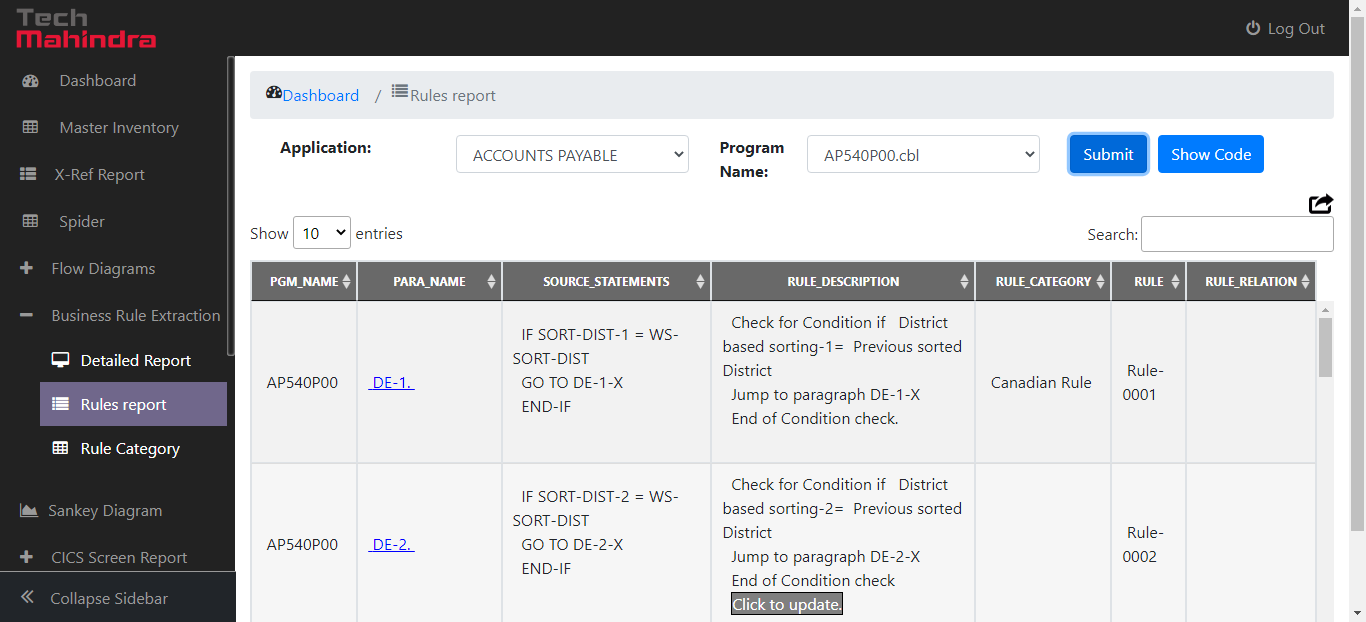 Tech
Mahindra
Log Out
Dashboard
Master Inventory
X-Ref Report
Spider
Flow Diagrams
Business Rule Extraction
Detailed Report
Rules report
Rule Category
Sankey Diagram
CICS Screen Report
Collapse Sidebar
Dashboard / Rules report
Application:
ACCOUNTS PAYABLE
Program
Name:
AP540P00.cbl
Submit
Show Code
Show 10 entries
Search:
PGM_NAME PARA_NAME SOURCE_STATEMENTS RULE_DESCRIPTION RULE_CATEGORY RULE RULE_RELATION
AP540P00
DE-1.
IF SORT-DIST-1 = WS-
SORT-DIST
GO TO DE-1-X
END-IF
Check for Condition if District
based sorting-1= Previous sorted
District
Jump to paragraph DE-1-X
End of Condition check.
Canadian Rule
Rule-
0001
AP540P00
DE-2.
IF SORT-DIST-2 = WS-
SORT-DIST
GO TO DE-2-X
END-IF
Check for Condition if District
based sorting-2= Previous sorted
District
Jump to paragraph DE-2-X
End of Condition check
Click to update.
Rule-
0002